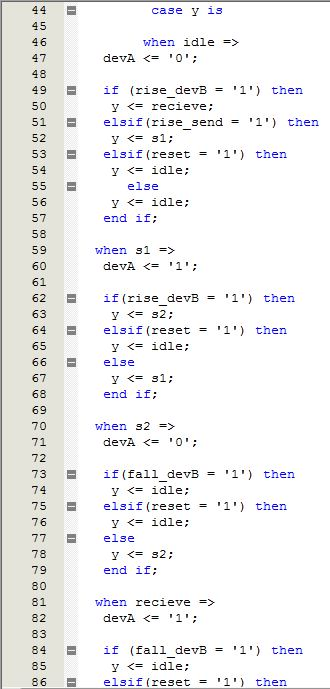 44 case y is
45
46 when idle =>
47 devA <= '0';
48
49 if (rise_devB = '1') then
50 y <= recieve;
51 elsif(rise_send = '1') then
52 y <= s1;
53 elsif(reset = '1') then
54 y <= idle;
55 else
56 y <= idle;
57 end if;
58
59 when s1 =>
60 devA <= '1';
61
62 if(rise_devB = '1') then
63 y <= s2;
64 elsif(reset = '1') then
65 y <= idle;
66 else
67 y <= s1;
68 end if;
69
70 when s2 =>
71 devA <= '0';
72
73 if(fall_devB = '1') then
74 y <= idle;
75 elsif(reset = '1') then
76 y <= idle;
77 else
78 y <= s2;
79 end if;
80
81 when recieve =>
82 devA <= '1';
83
84 if (fall_devB = '1') then
85 y <= idle;
86 elsif(reset = '1') then